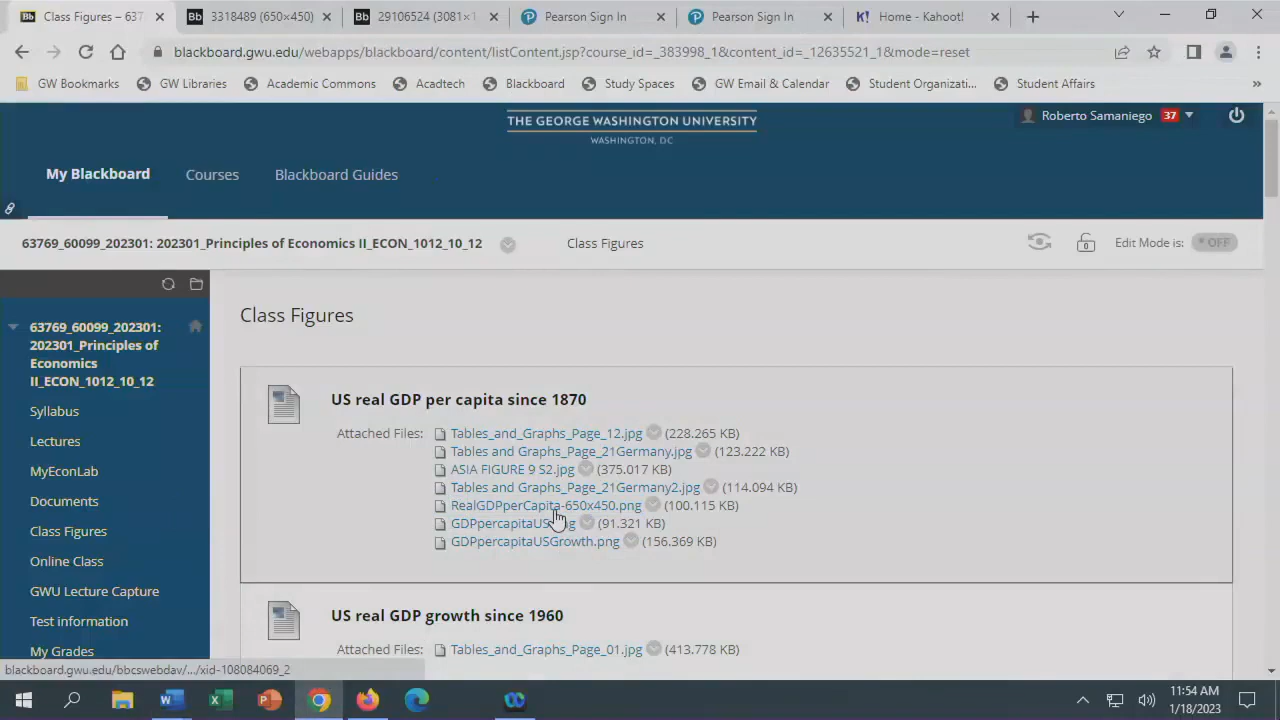 Class Figures – 637
3318489 (650×450)
29106524 (3081×1
Pearson Sign In
Pearson Sign In
Home - Kahoot!
blackboard.gwu.edu/webapps/blackboard/content/listContent.jsp?course_id=_383998_1&content_id=_12635521_1&mode=reset
GW Bookmarks
GW Libraries
Academic Commons
Acadtech
Blackboard
Study Spaces
GW Email & Calendar
Student Organizati...
Student Affairs
»
THE GEORGE WASHINGTON UNIVERSITY
WASHINGTON, DC
Roberto Samaniego 37
My Blackboard
Courses
Blackboard Guides
63769_60099_202301: 202301_Principles of Economics II_ECON_1012_10_12
Class Figures
Edit Mode is:
OFF
63769_60099_202301:
202301_Principles of
Economics
II_ECON_1012_10_12
Syllabus
Lectures
MyEconLab
Documents
Class Figures
Online Class
GWU Lecture Capture
Test information
My Grades
Class Figures
US real GDP per capita since 1870
Attached Files:
Tables_and_Graphs_Page_12.jpg (228.265 KB)
Tables and Graphs_Page_21Germany.jpg (123.222 KB)
ASIA FIGURE 9 S2.jpg (375.017 KB)
Tables and Graphs_Page_21Germany2.jpg (114.094 KB)
RealGDPperCapita-650x450.png (100.115 KB)
(91.321 KB)
GDPpercapitaUSGrowth.png (156.369 KB)
US real GDP growth since 1960
Attached Files:
Tables_and_Graphs_Page_01.jpg (413.778 KB)
blackboard.gwu.edu/bbcswebdav/.../xid-108084069_2
11:54 AM
1/18/2023